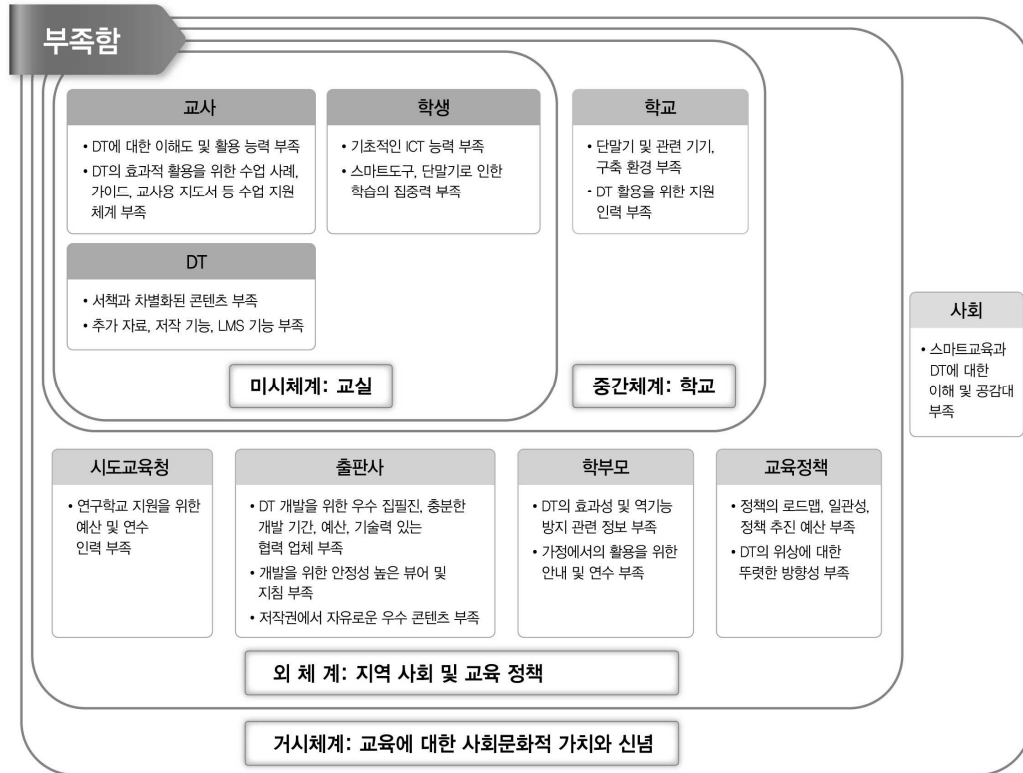 부족함
교사
• DT에 대한 이해도 및 활용 능력 부족
• DT의 효과적 활용을 위한 수업 사례,
가이드, 교사용 지도서 등 수업 지원
체계 부족
학생
• 기초적인 ICT 능력 부족
• 스마트도구, 단말기로 인한
학습의 집중력 부족
학교
• 단말기 및 관련 기기,
구축 환경 부족
- DT 활용을 위한 지원
인력 부족
DT
• 서책과 차별화된 콘텐츠 부족
• 추가 자료, 저작 기능, LMS 기능 부족
미시체계: 교실
중간체계: 학교
사회
• 스마트교육과
DT에 대한
이해 및 공감대
부족
시도교육청
• 연구학교 지원을 위한
예산 및 연수
인력 부족
출판사
• DT 개발을 위한 우수 집필진, 충분한
개발 기간, 예산, 기술력 있는
협력 업체 부족
• 개발을 위한 안정성 높은 뷰어 및
지침 부족
• 저작권에서 자유로운 우수 콘텐츠 부족
학부모
• DT의 효과성 및 역기능
방지 관련 정보 부족
• 가정에서의 활용을 위한
안내 및 연수 부족
교육정책
• 정책의 로드맵, 일관성,
정책 추진 예산 부족
• DT의 위상에 대한
뚜렷한 방향성 부족
외 체 계: 지역 사회 및 교육 정책
거시체계: 교육에 대한 사회문화적 가치와 신념